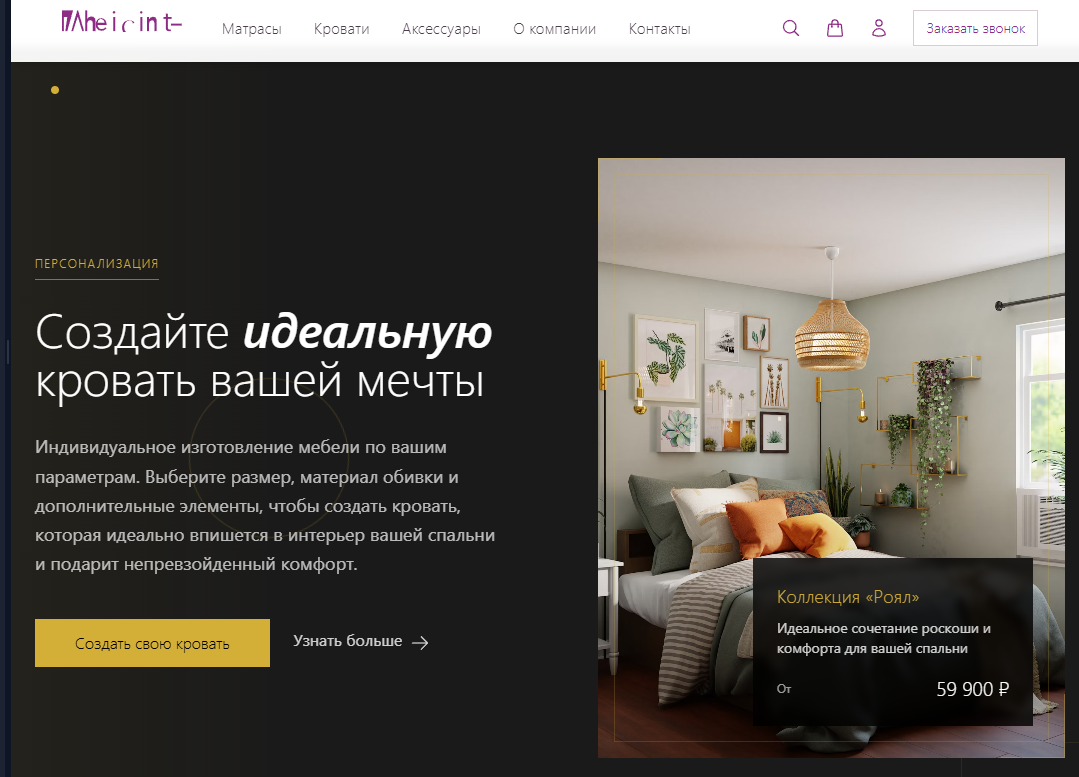 Матрасы Кровати Аксессуары О компании Контакты Заказать звонок
ПЕРСОНАЛИЗАЦИЯ
Создайте идеальную
кровать вашей мечты
Индивидуальное изготовление мебели по вашим
параметрам. Выберите размер, материал обивки и
дополнительные элементы, чтобы создать кровать,
которая идеально впишется в интерьер вашей спальни
и подарит непревзойденный комфорт.
Создать свою кровать Узнать больше
Коллекция «Роял»
Идеальное сочетание роскоши и
комфорта для вашей спальни
От 59 900 ₽